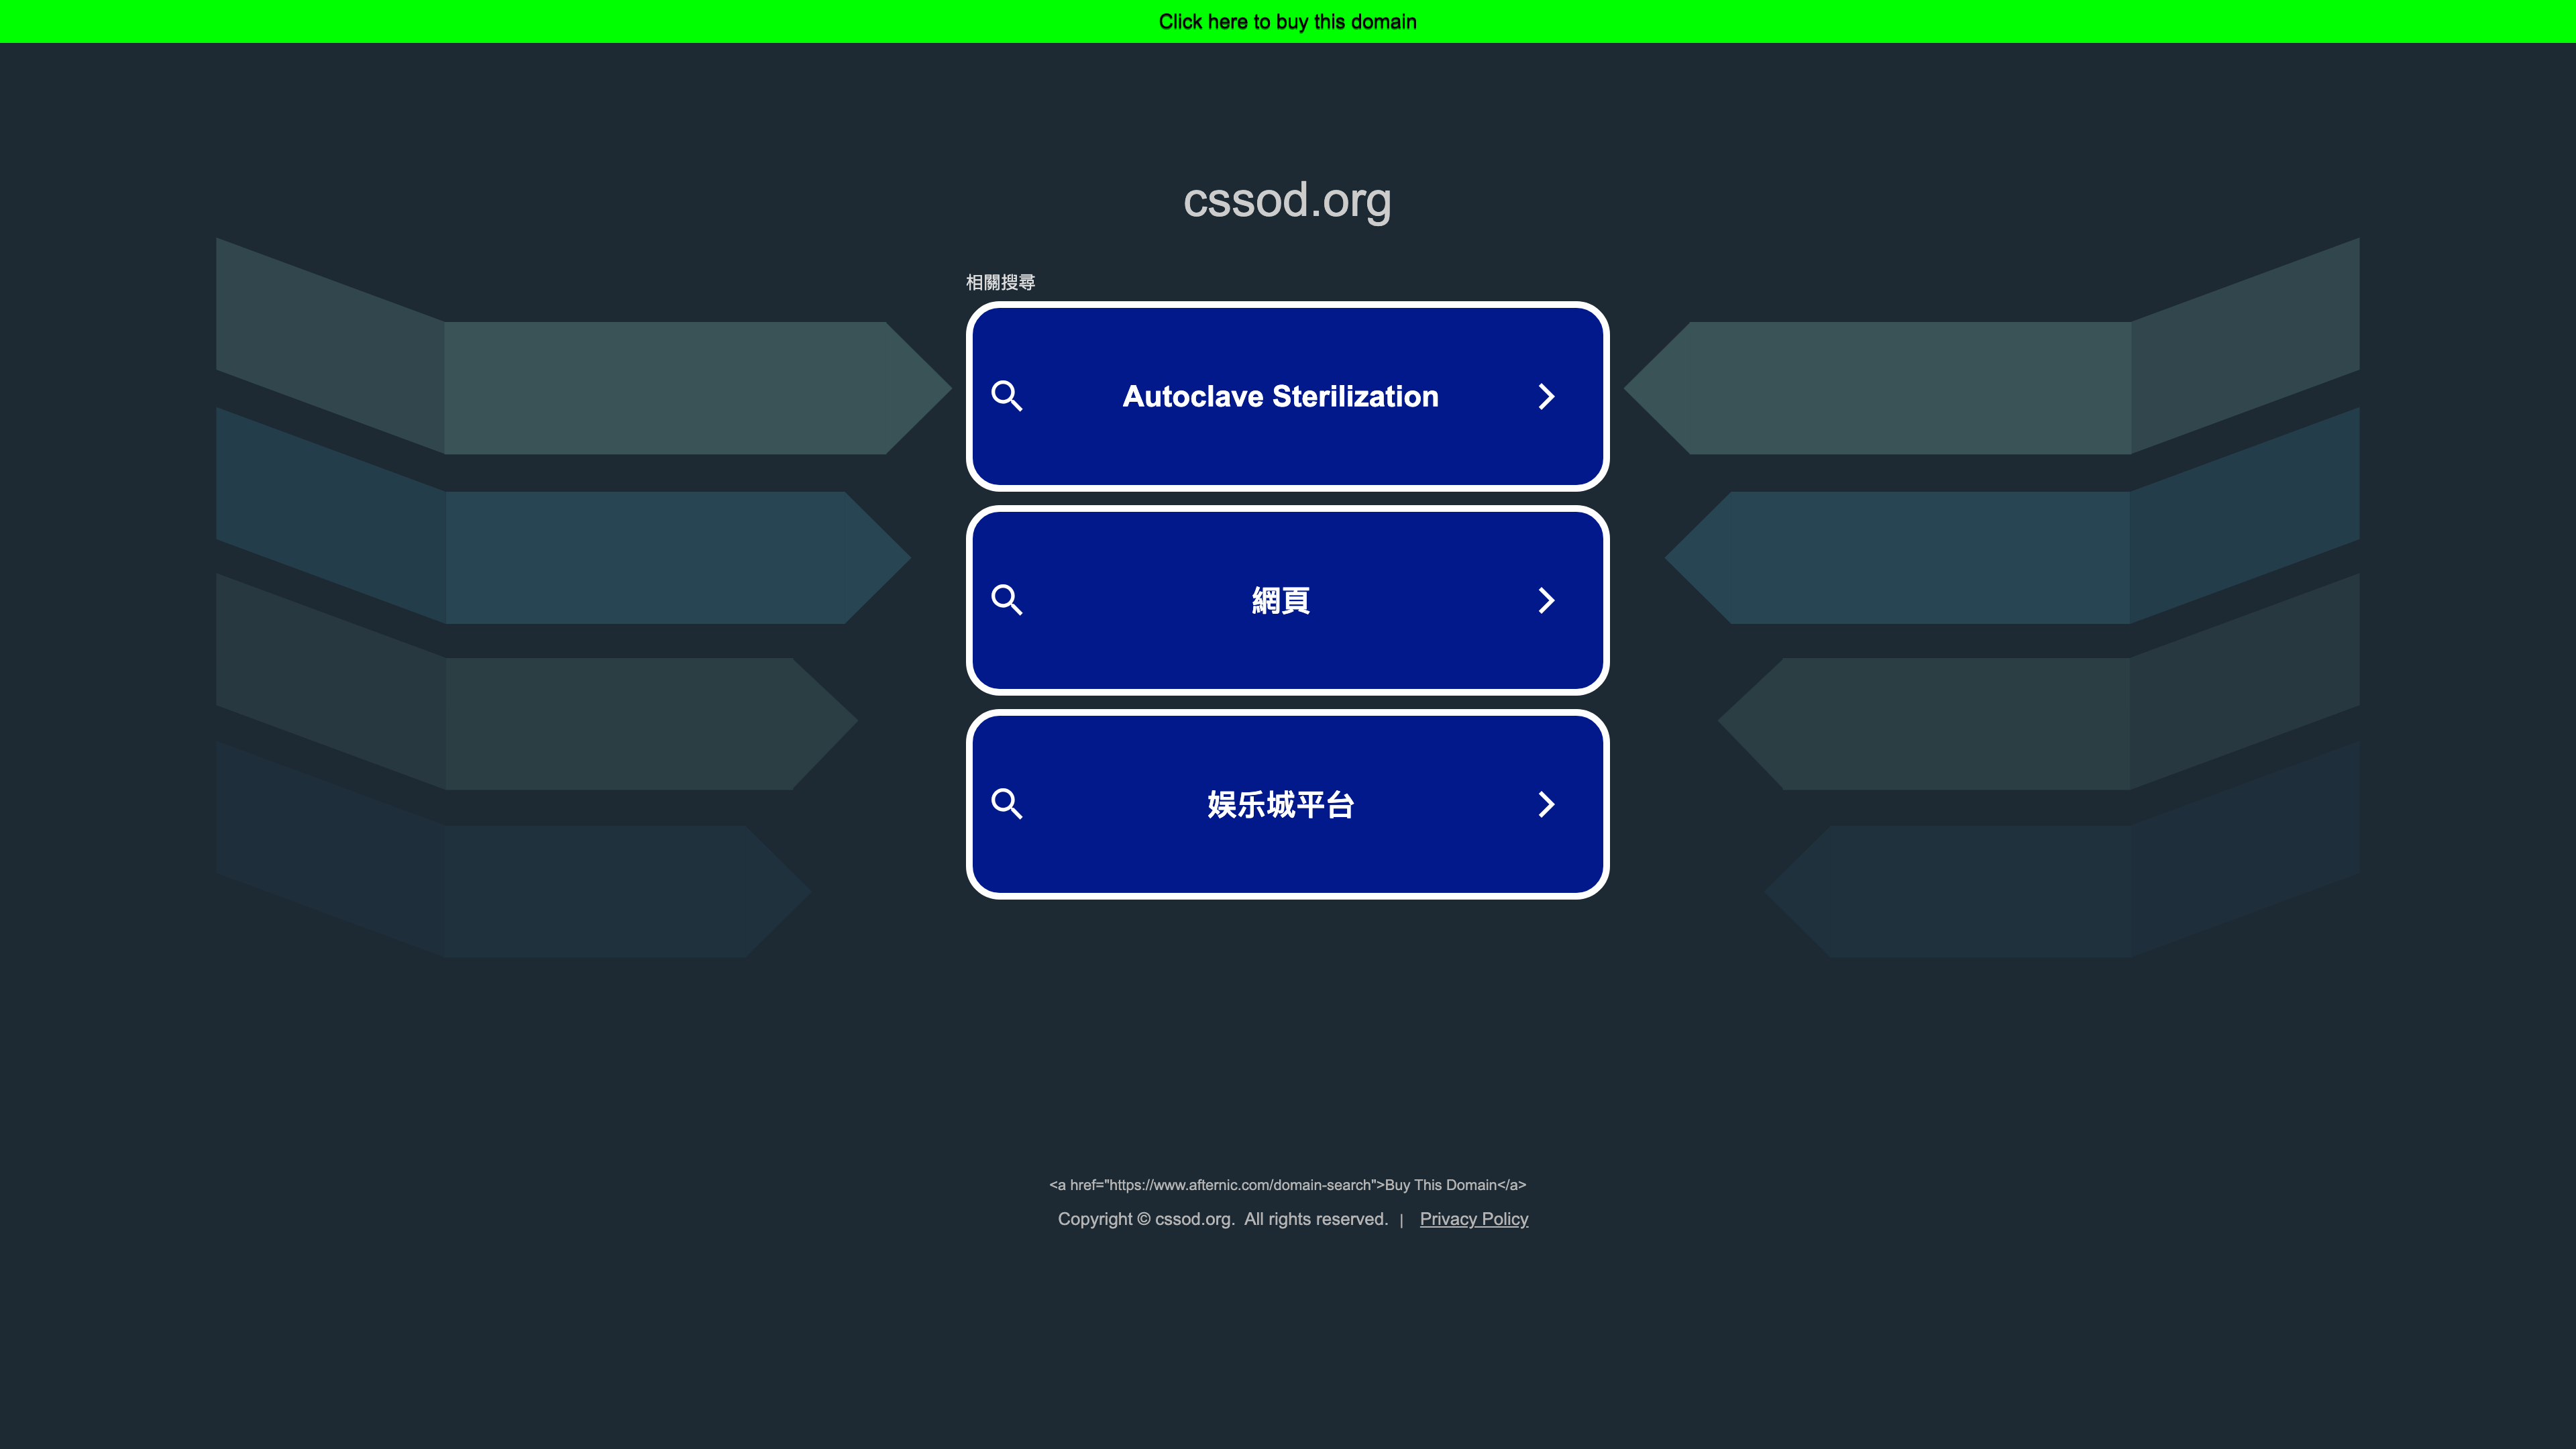 Click here to buy this domain
cssod.org
相關搜尋
Autoclave Sterilization
網頁
娱乐城平台
<a href="https://www.afternic.com/domain-search">Buy This Domain</a>
Copyright © cssod.org.  All rights reserved.  |  Privacy Policy